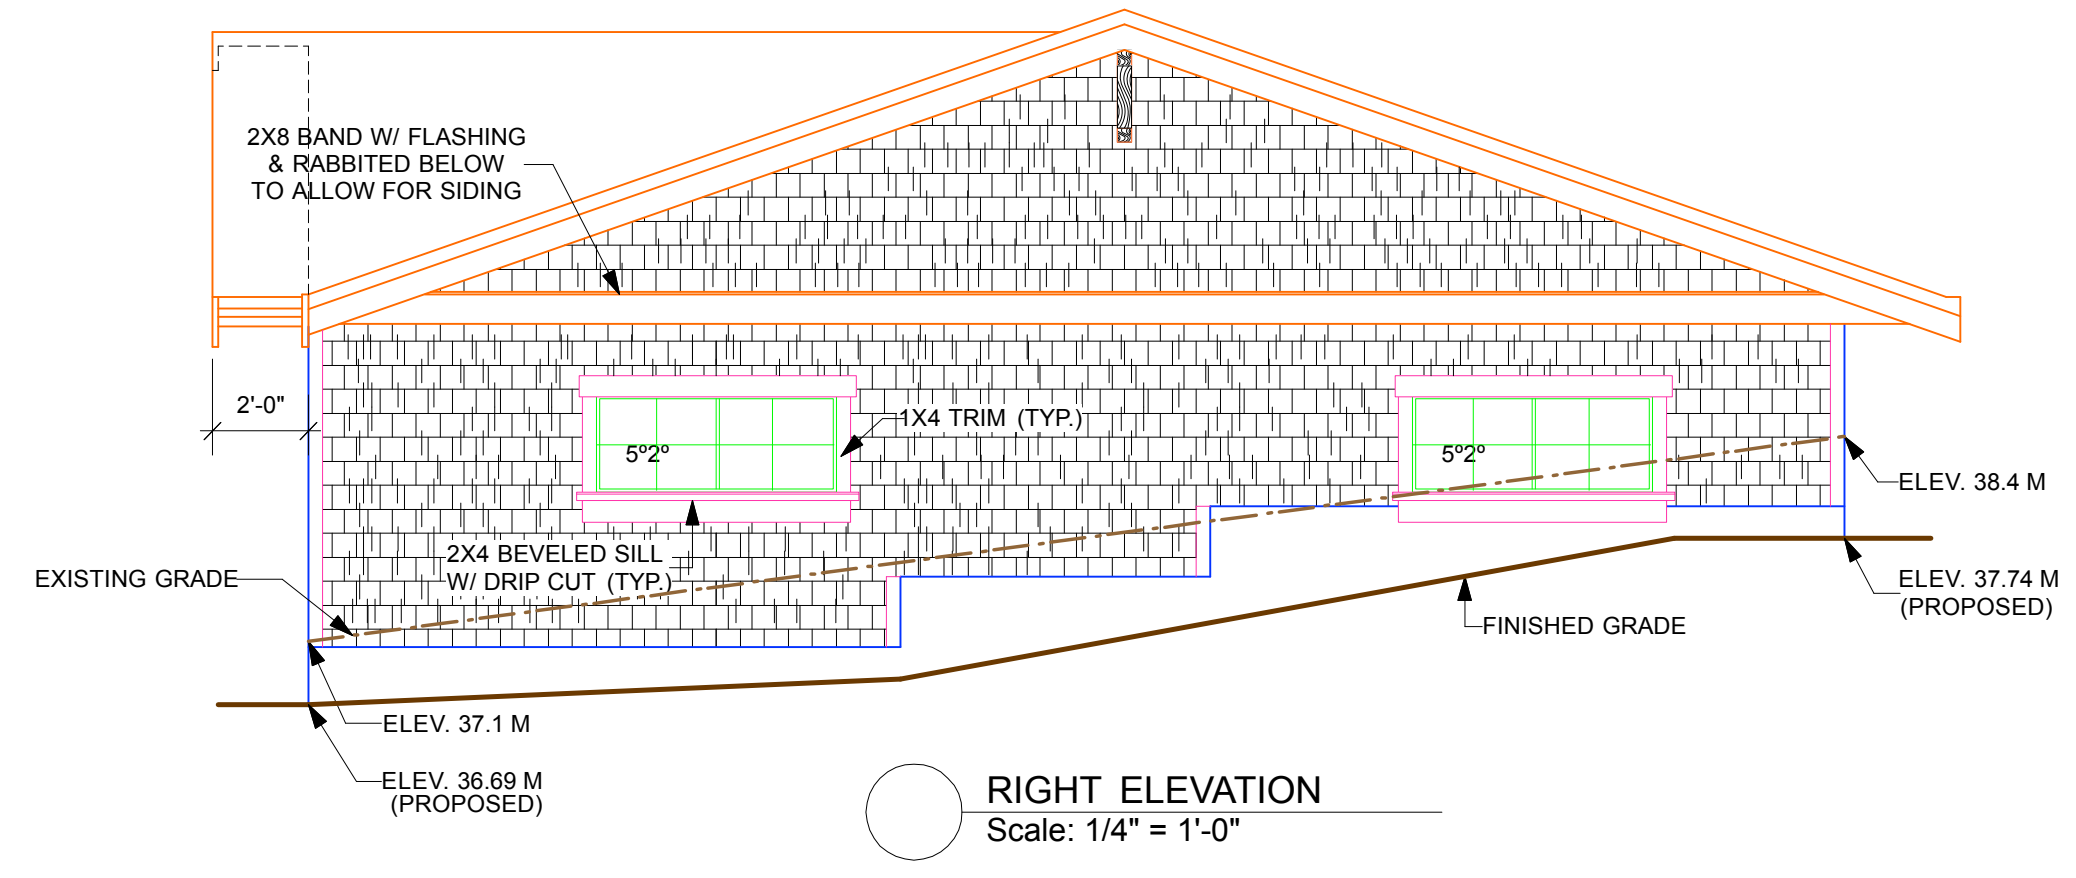 2X8 BAND W/ FLASHING
& RABBITED BELOW
TO ALLOW FOR SIDING
2'-0"
1X4 TRIM (TYP.)
5º2º
5º2º
ELEV. 38.4 M
2X4 BEVELED SILL
W/ DRIP CUT (TYP.)
EXISTING GRADE
ELEV. 37.74 M
(PROPOSED)
FINISHED GRADE
ELEV. 37.1 M
ELEV. 36.69 M
(PROPOSED)
RIGHT ELEVATION
Scale: 1/4" = 1'-0"